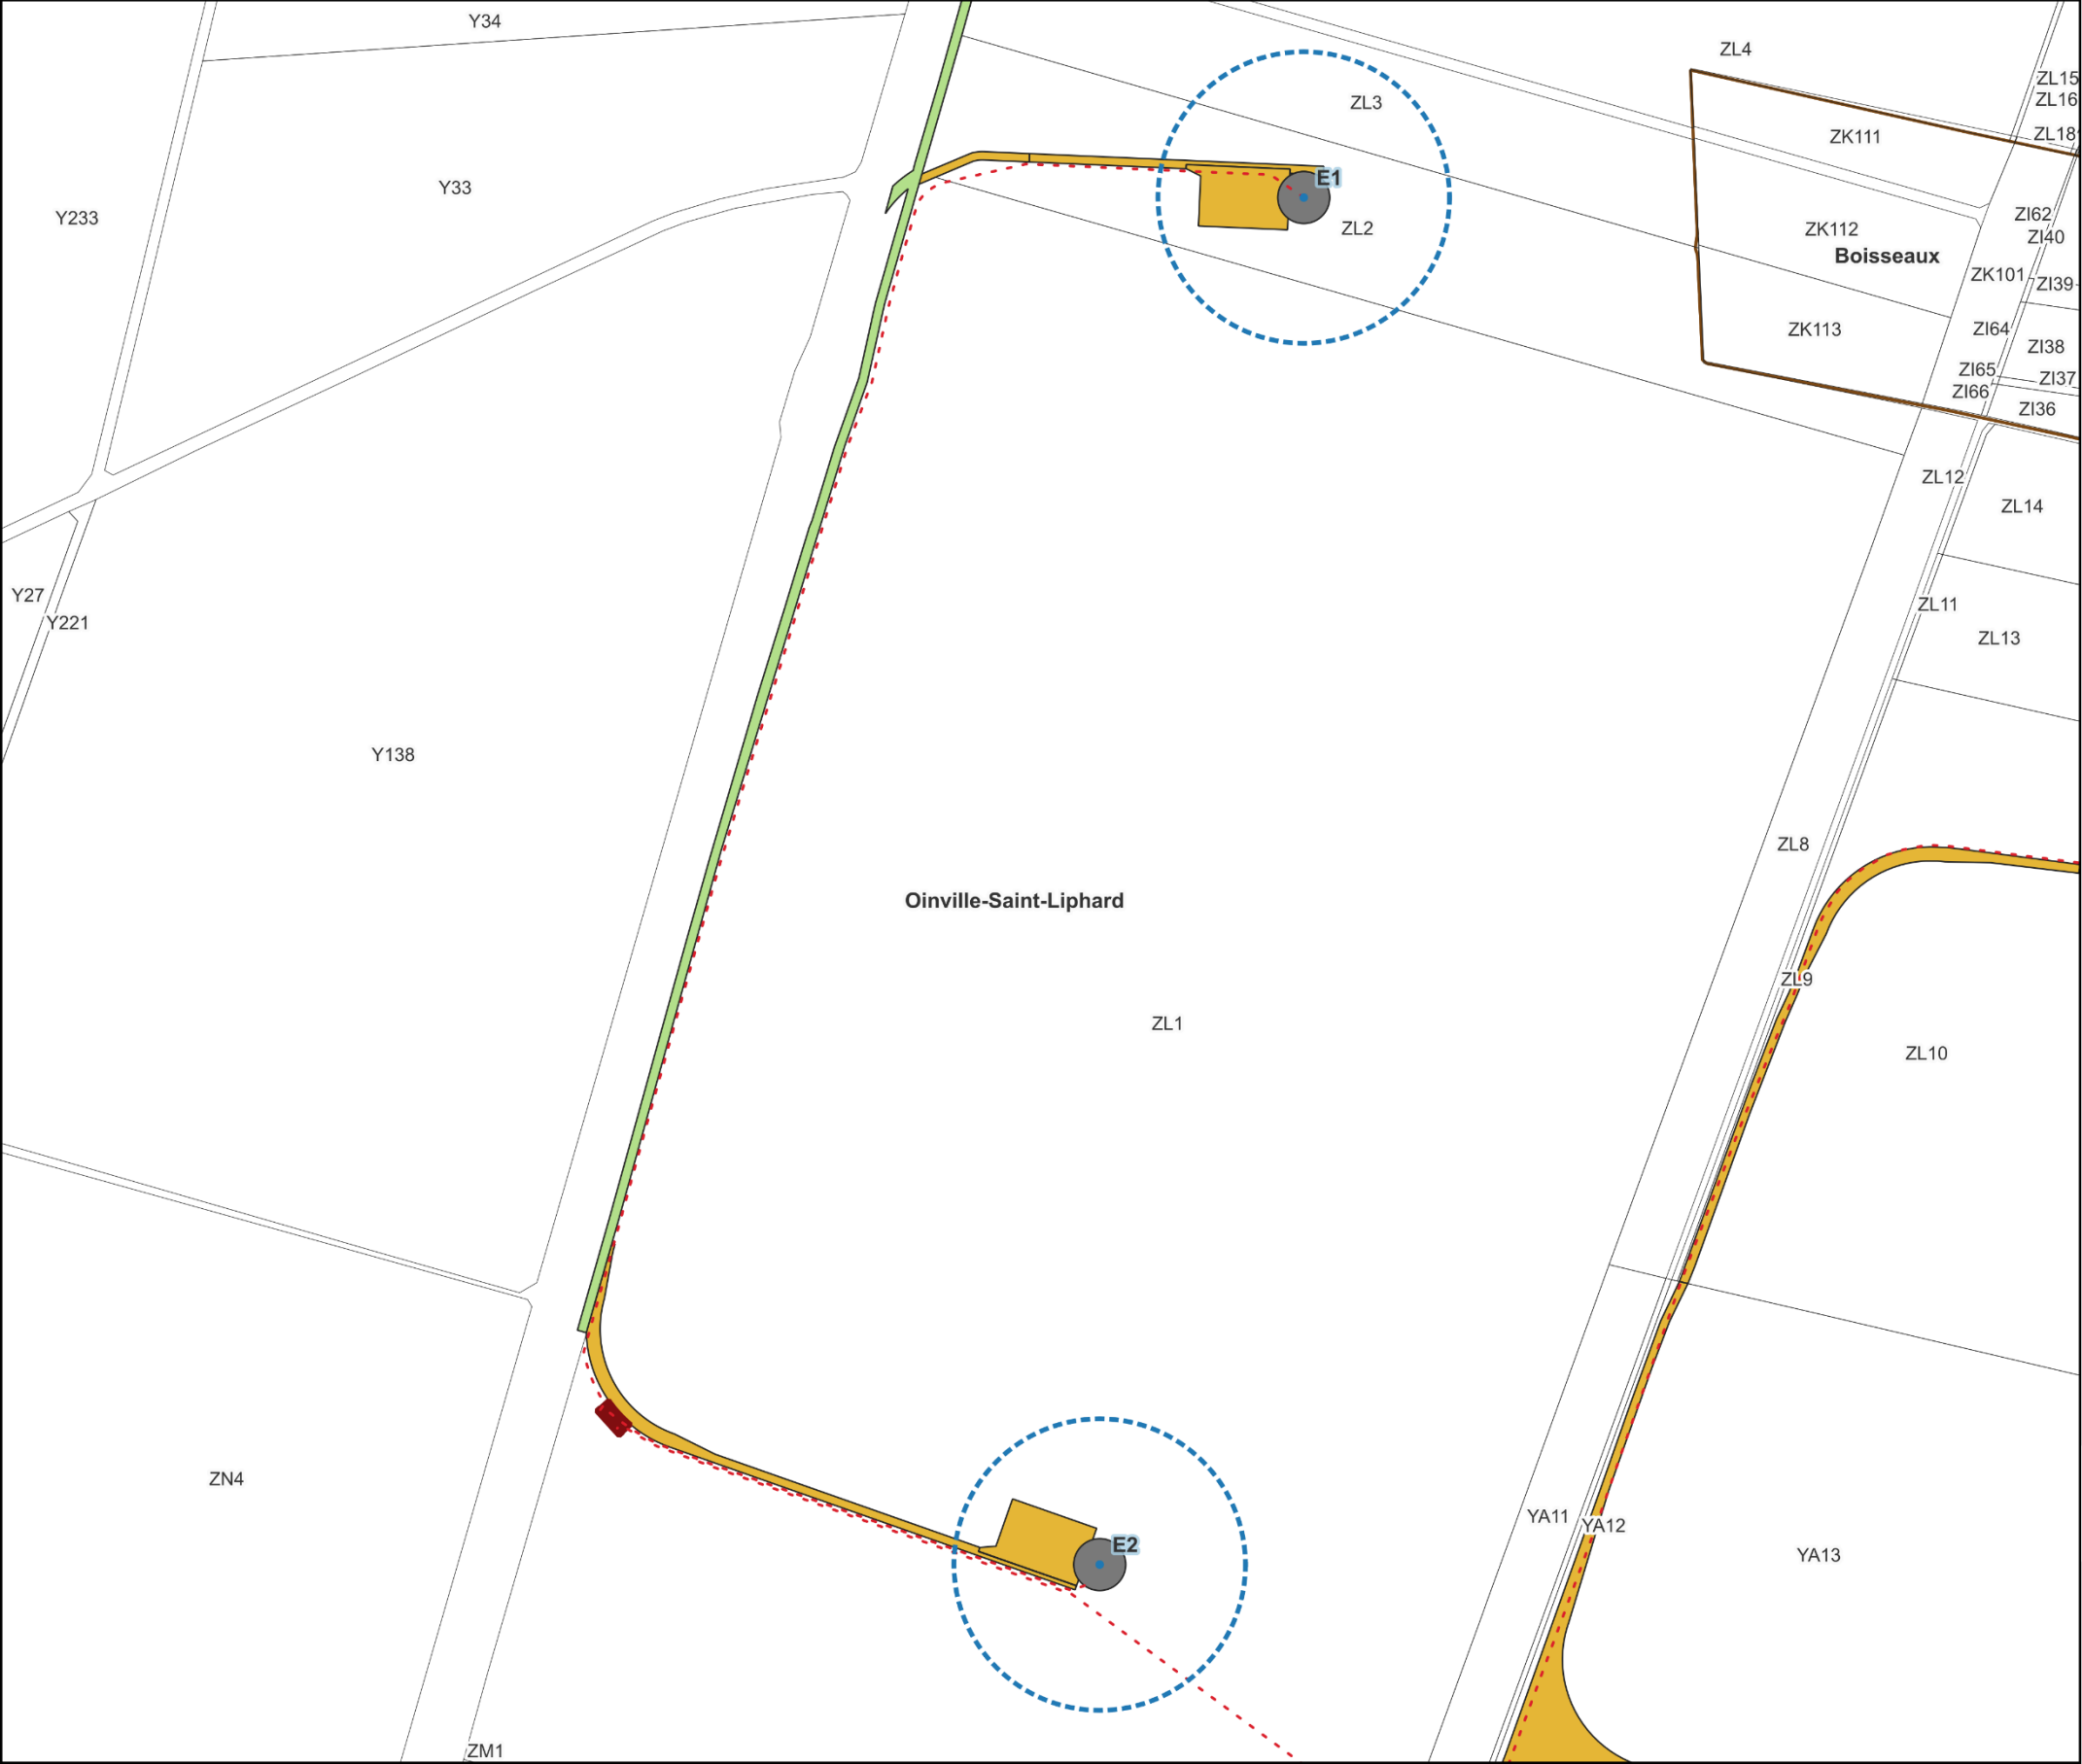 Y34
ZL4
ZL15
ZL16
ZL3
ZL18
ZK111
E1
Y33
Y233
ZI62
ZL2
ZK112
ZI40
Boisseaux
ZK101
ZI39
ZK113
ZI64
ZI38
ZI65
ZI37
ZI66
ZI36
ZL12
ZL14
Y27
ZL11
Y221
ZL13
Y138
ZL8
Oinville-Saint-Liphard
ZL9
ZL1
ZL10
ZN4
YA11
YA12
E2
YA13
ZM1